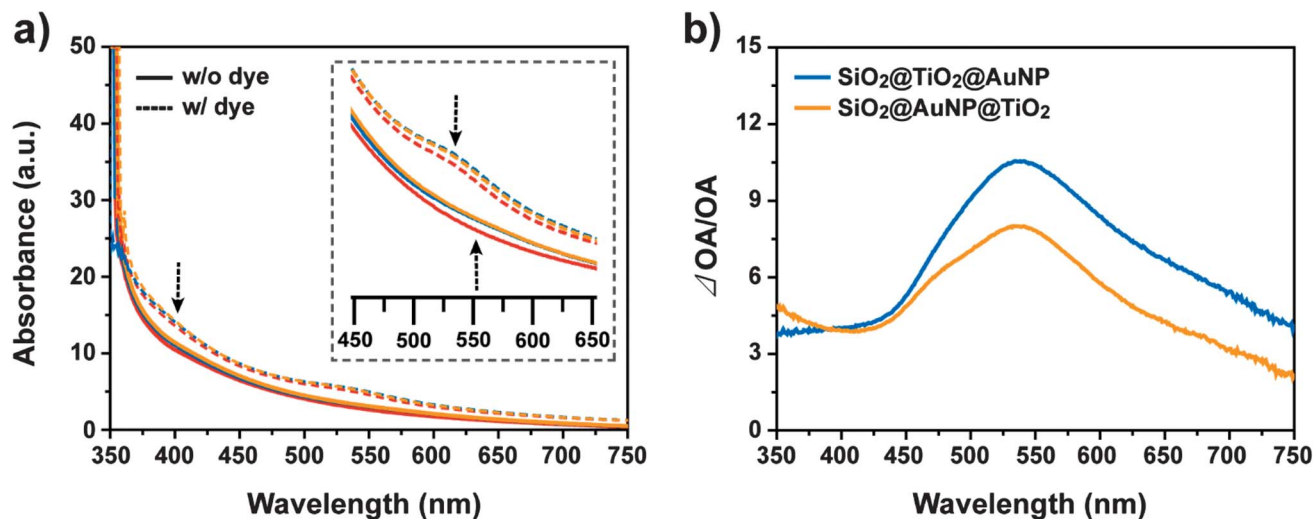 a)
50
40
30
20
10
0
Absorbance (a.u.)
w/o dye
w/ dye
450 500 550 600 650
350 400 450 500 550 600 650 700 750
Wavelength (nm)
b)
15
12
9
6
3
0
⊿ OA/OA
SiO₂@TiO₂@AuNP
SiO₂@AuNP@TiO₂
350 400 450 500 550 600 650 700 750
Wavelength (nm)